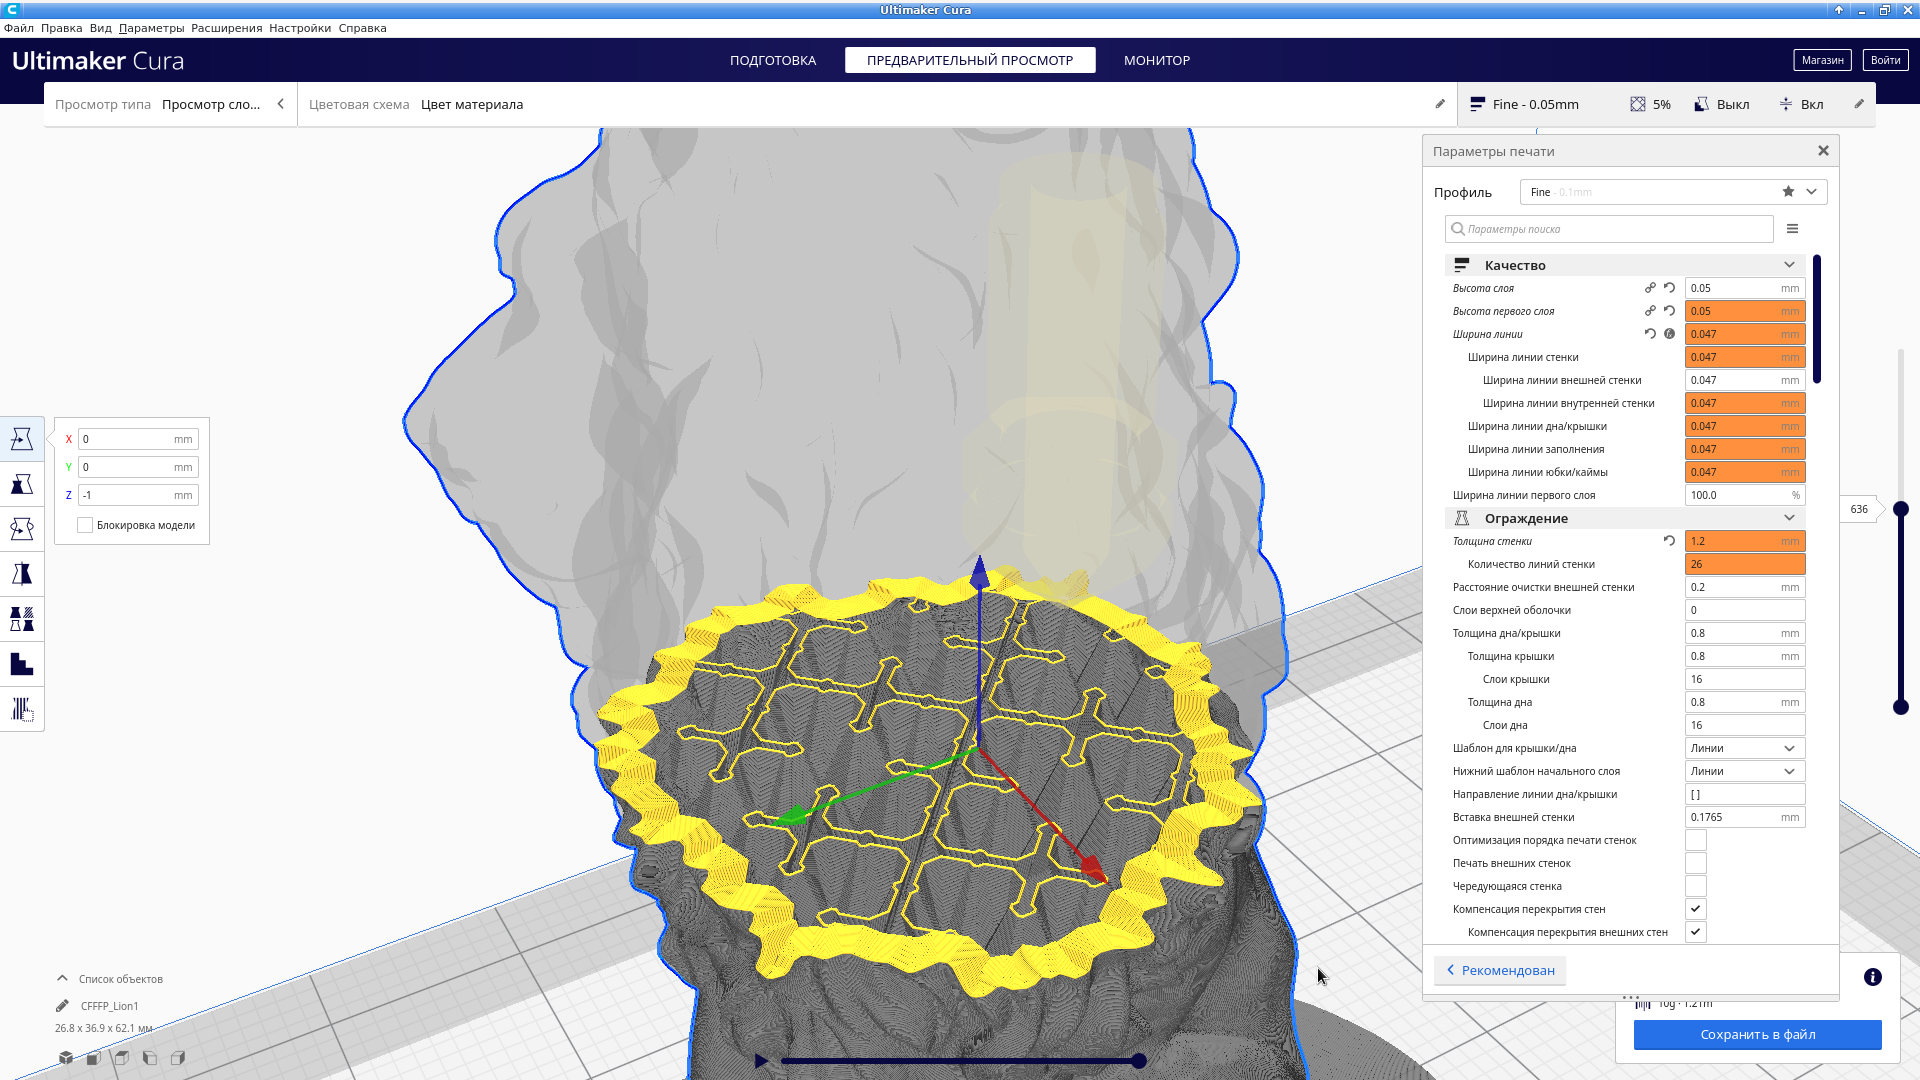 Ultimaker Cura
Файл Правка Вид Параметры Расширения Настройки Справка
Ultimaker Cura
ПОДГОТОВКА
ПРЕДВАРИТЕЛЬНЫЙ ПРОСМОТР
МОНИТОР
Магазин
Войти
Просмотр типа Просмотр сло...
Цветовая схема Цвет материала
Fine - 0.05mm
5%
Выкл
Вкл
Параметры печати
Профиль
Fine - 0.1mm
Параметры поиска
Качество
Высота слоя 0.05 mm
Высота первого слоя 0.05 mm
Ширина линии 0.047 mm
Ширина линии стенки 0.047 mm
Ширина линии внешней стенки 0.047 mm
Ширина линии внутренней стенки 0.047 mm
Ширина линии дна/крышки 0.047 mm
Ширина линии заполнения 0.047 mm
Ширина линии юбки/каймы 0.047 mm
Ширина линии первого слоя 100.0 %
Ограждение
Толщина стенки 1.2 mm
Количество линий стенки 26
Расстояние очистки внешней стенки 0.2 mm
Слои верхней оболочки 0
Толщина дна/крышки 0.8 mm
Толщина крышки 0.8 mm
Слои крышки 16
Толщина дна 0.8 mm
Слои дна 16
Шаблон для крышки/дна Линии
Нижний шаблон начального слоя Линии
Направление линии дна/крышки [ ]
Вставка внешней стенки 0.1765 mm
Оптимизация порядка печати стенок
Печать внешних стенок
Чередующаяся стенка
Компенсация перекрытия стен
Компенсация перекрытия внешних стен
Рекомендован
X 0 mm
Y 0 mm
Z -1 mm
Блокировка модели
636
Список объектов
CFFFP_Lion1
26.8 x 36.9 x 62.1 мм
10g · 1.21m
Сохранить в файл